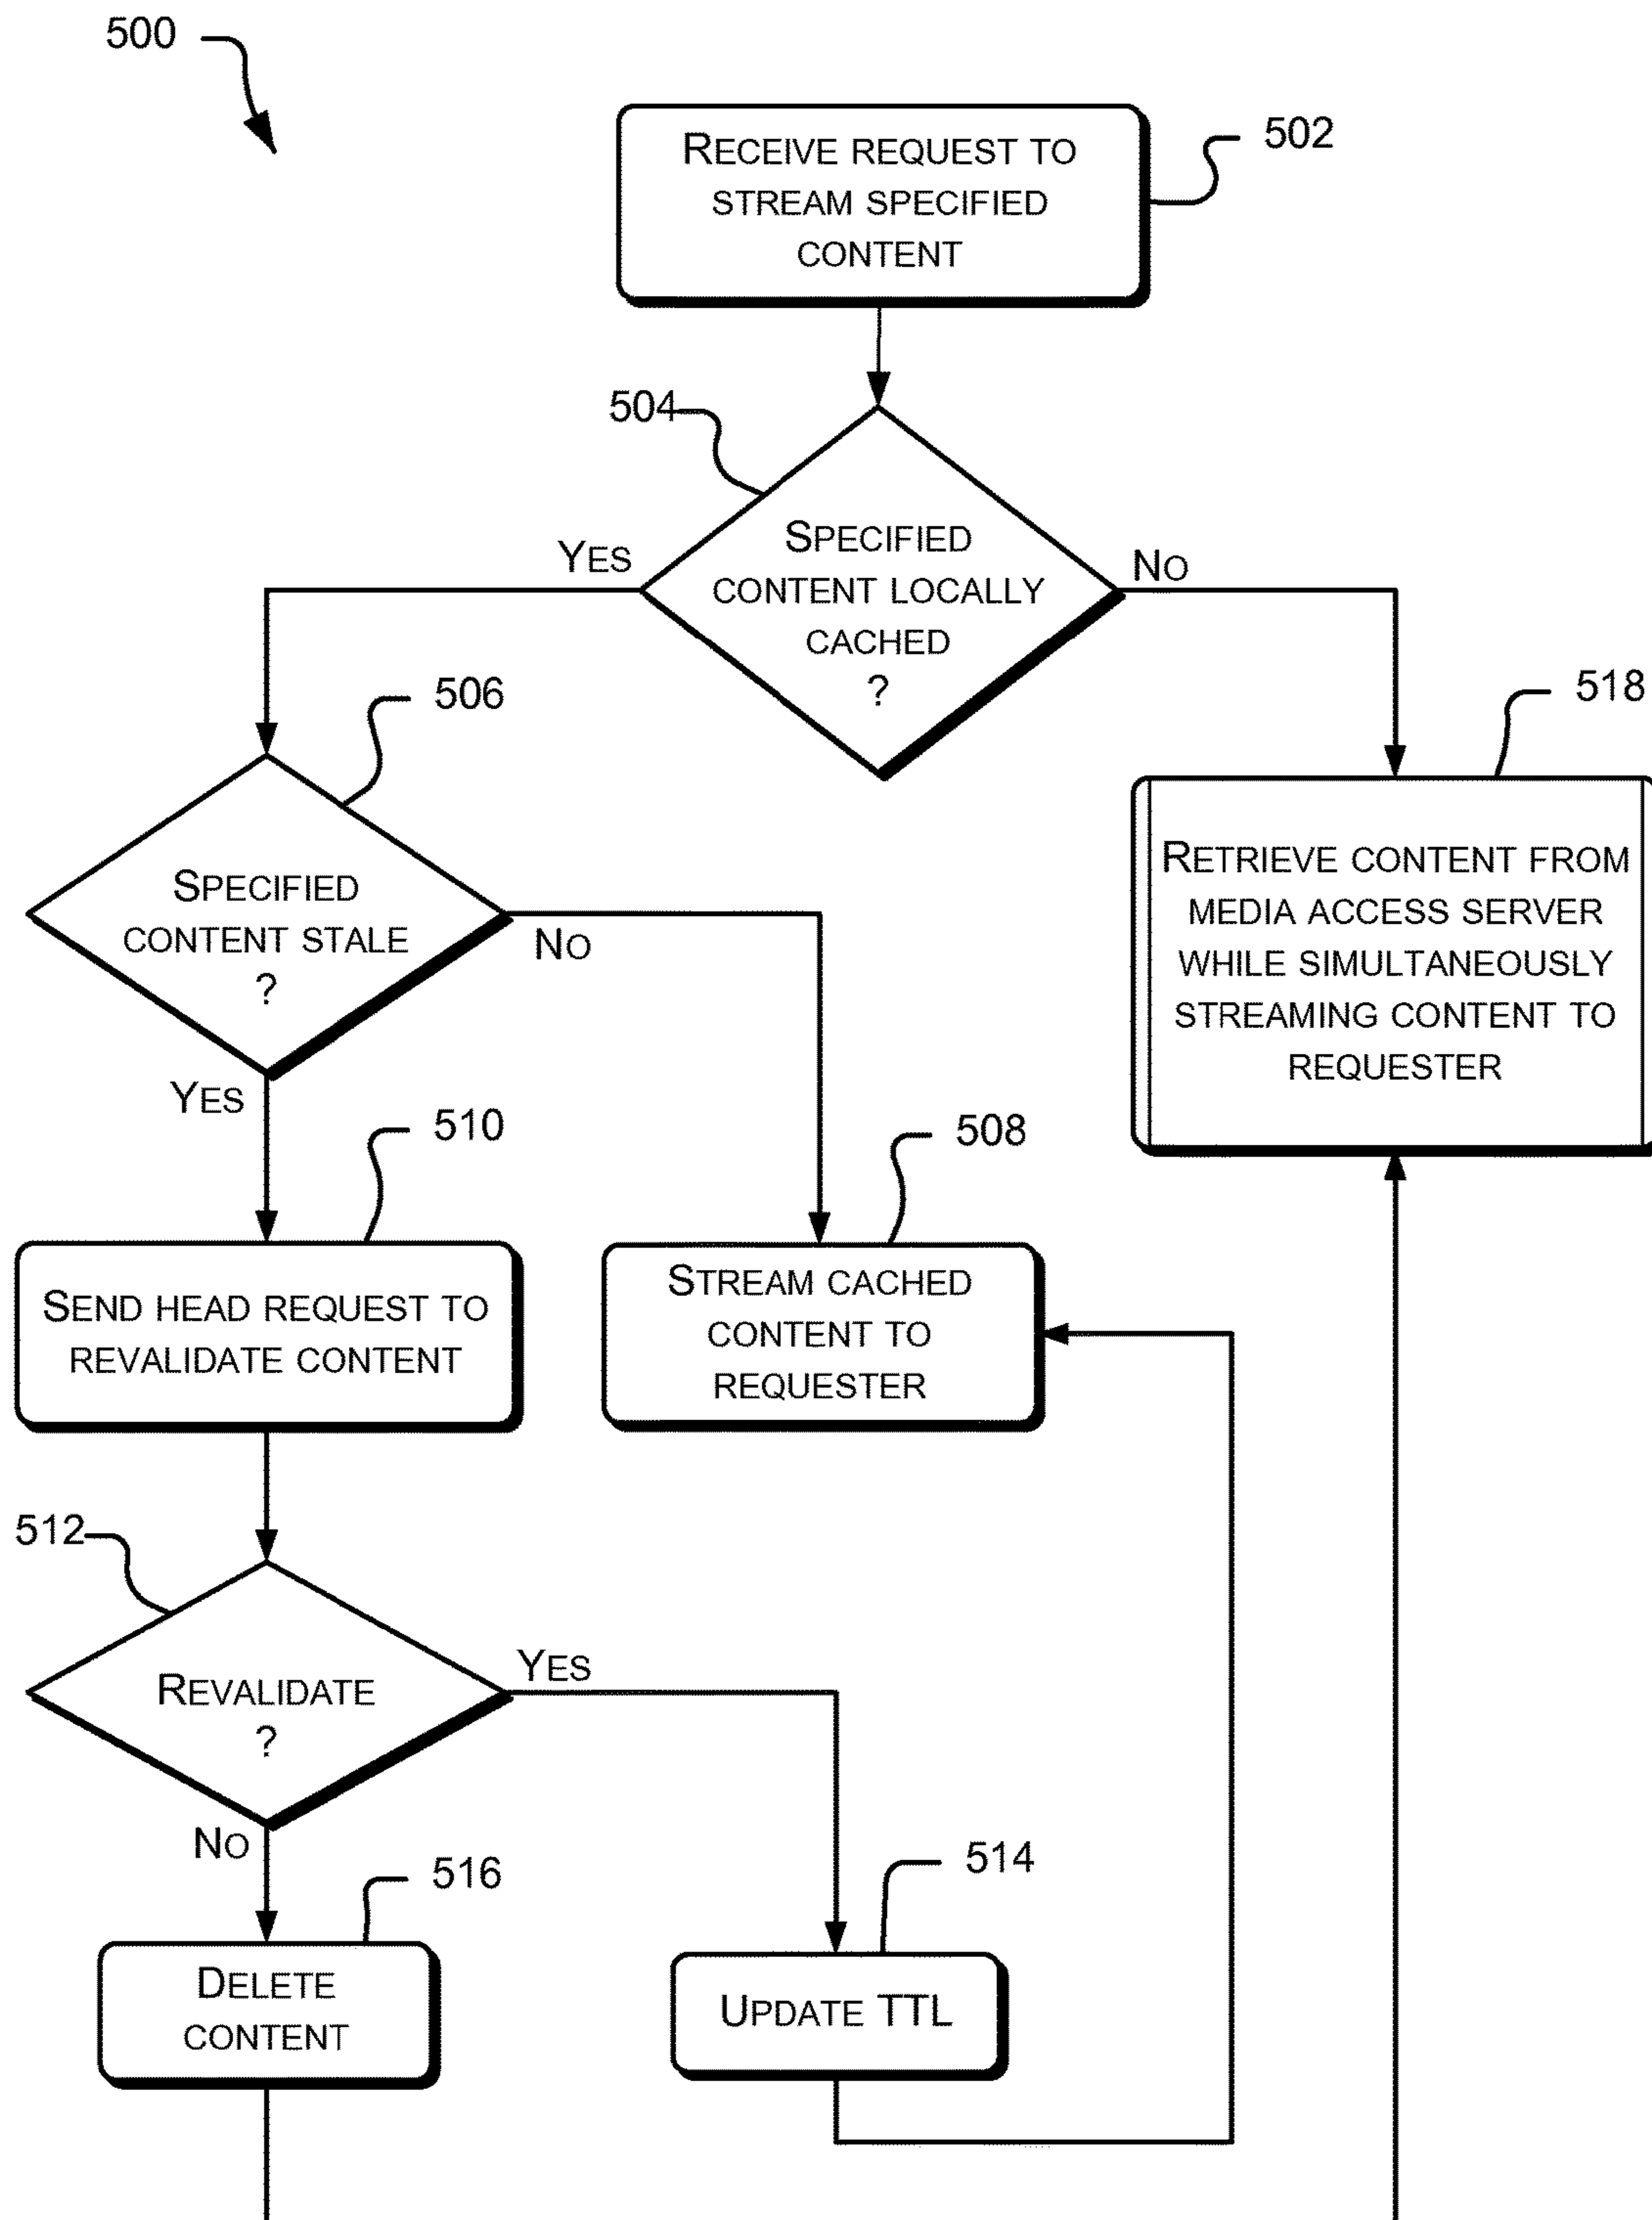 500
RECEIVE REQUEST TO
STREAM SPECIFIED
CONTENT
502
504
SPECIFIED
CONTENT LOCALLY
CACHED
?
YES
NO
506
518
SPECIFIED
CONTENT STALE
?
NO
YES
RETRIEVE CONTENT FROM
MEDIA ACCESS SERVER
WHILE SIMULTANEOUSLY
STREAMING CONTENT TO
REQUESTER
510
508
SEND HEAD REQUEST TO
REVALIDATE CONTENT
STREAM CACHED
CONTENT TO
REQUESTER
512
REVALIDATE
?
YES
NO
516
514
DELETE
CONTENT
UPDATE TTL